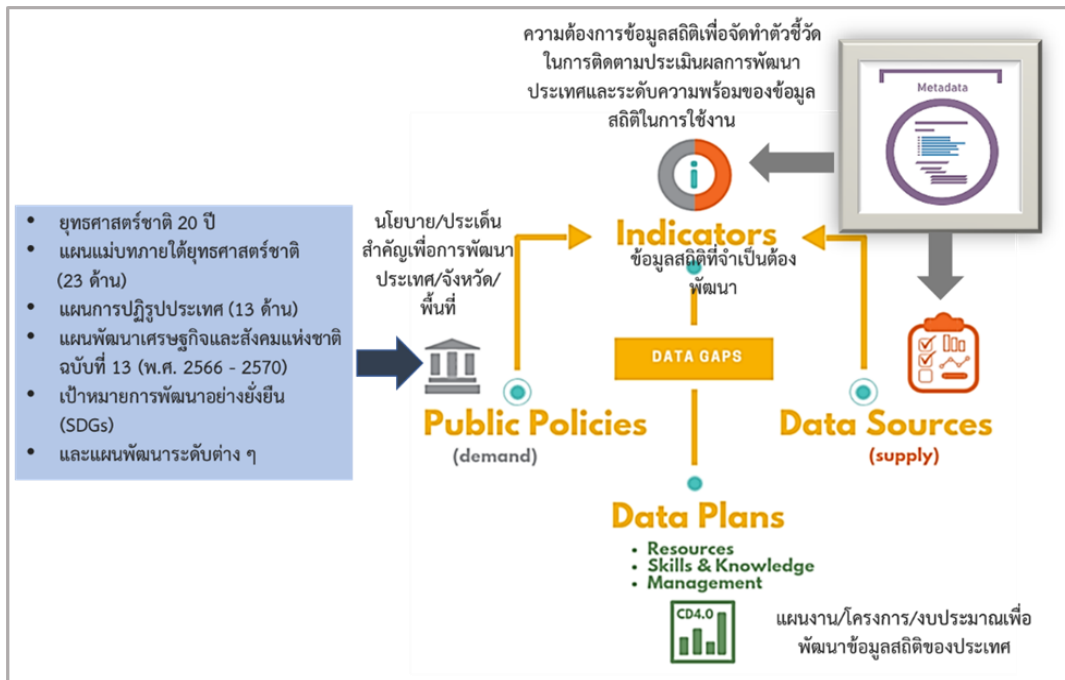 ความต้องการข้อมูลสถิติเพื่อจัดทำตัวชี้วัด
ในการติดตามประเมินผลการพัฒนา
ประเทศและระดับความพร้อมของข้อมูล
สถิติในการใช้งาน
Metadata
• ยุทธศาสตร์ชาติ 20 ปี
• แผนแม่บทภายใต้ยุทธศาสตร์ชาติ
(23 ด้าน)
• แผนการปฏิรูปประเทศ (13 ด้าน)
• แผนพัฒนาเศรษฐกิจและสังคมแห่งชาติ
ฉบับที่ 13 (พ.ศ. 2566 - 2570)
• เป้าหมายการพัฒนาอย่างยั่งยืน
(SDGs)
• และแผนพัฒนาระดับต่าง ๆ
นโยบาย/ประเด็น
สำคัญเพื่อการพัฒนา
ประเทศ/จังหวัด/
พื้นที่
Public Policies
(demand)
i
Indicators
ข้อมูลสถิติที่จำเป็นต้อง
พัฒนา
DATA GAPS
Data Sources
(supply)
Data Plans
• Resources
• Skills & Knowledge
• Management
CD4.0
แผนงาน/โครงการ/งบประมาณเพื่อ
พัฒนาข้อมูลสถิติของประเทศ